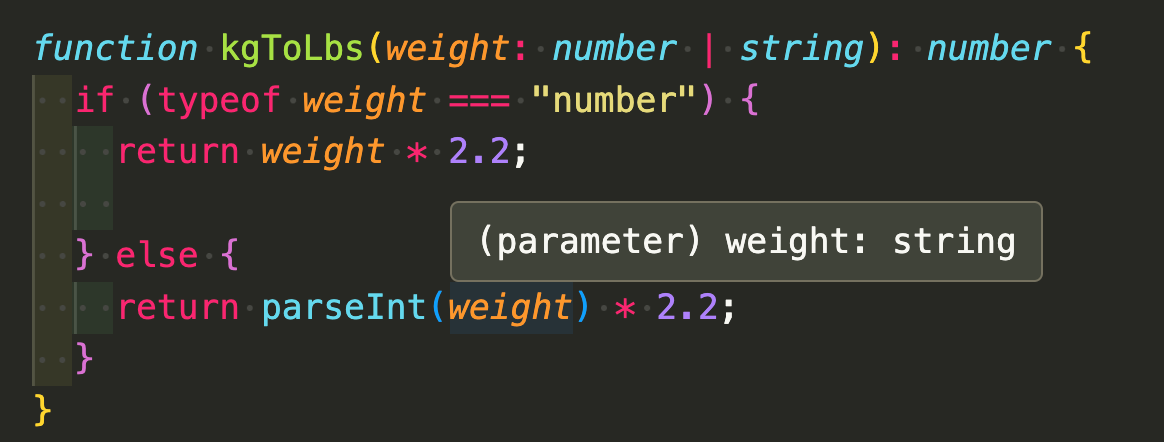 function kgToLbs(weight: number | string): number {
if (typeof weight === "number") {
return weight * 2.2;
(parameter) weight: string
} else {
return parseInt(weight) * 2.2;
}
}